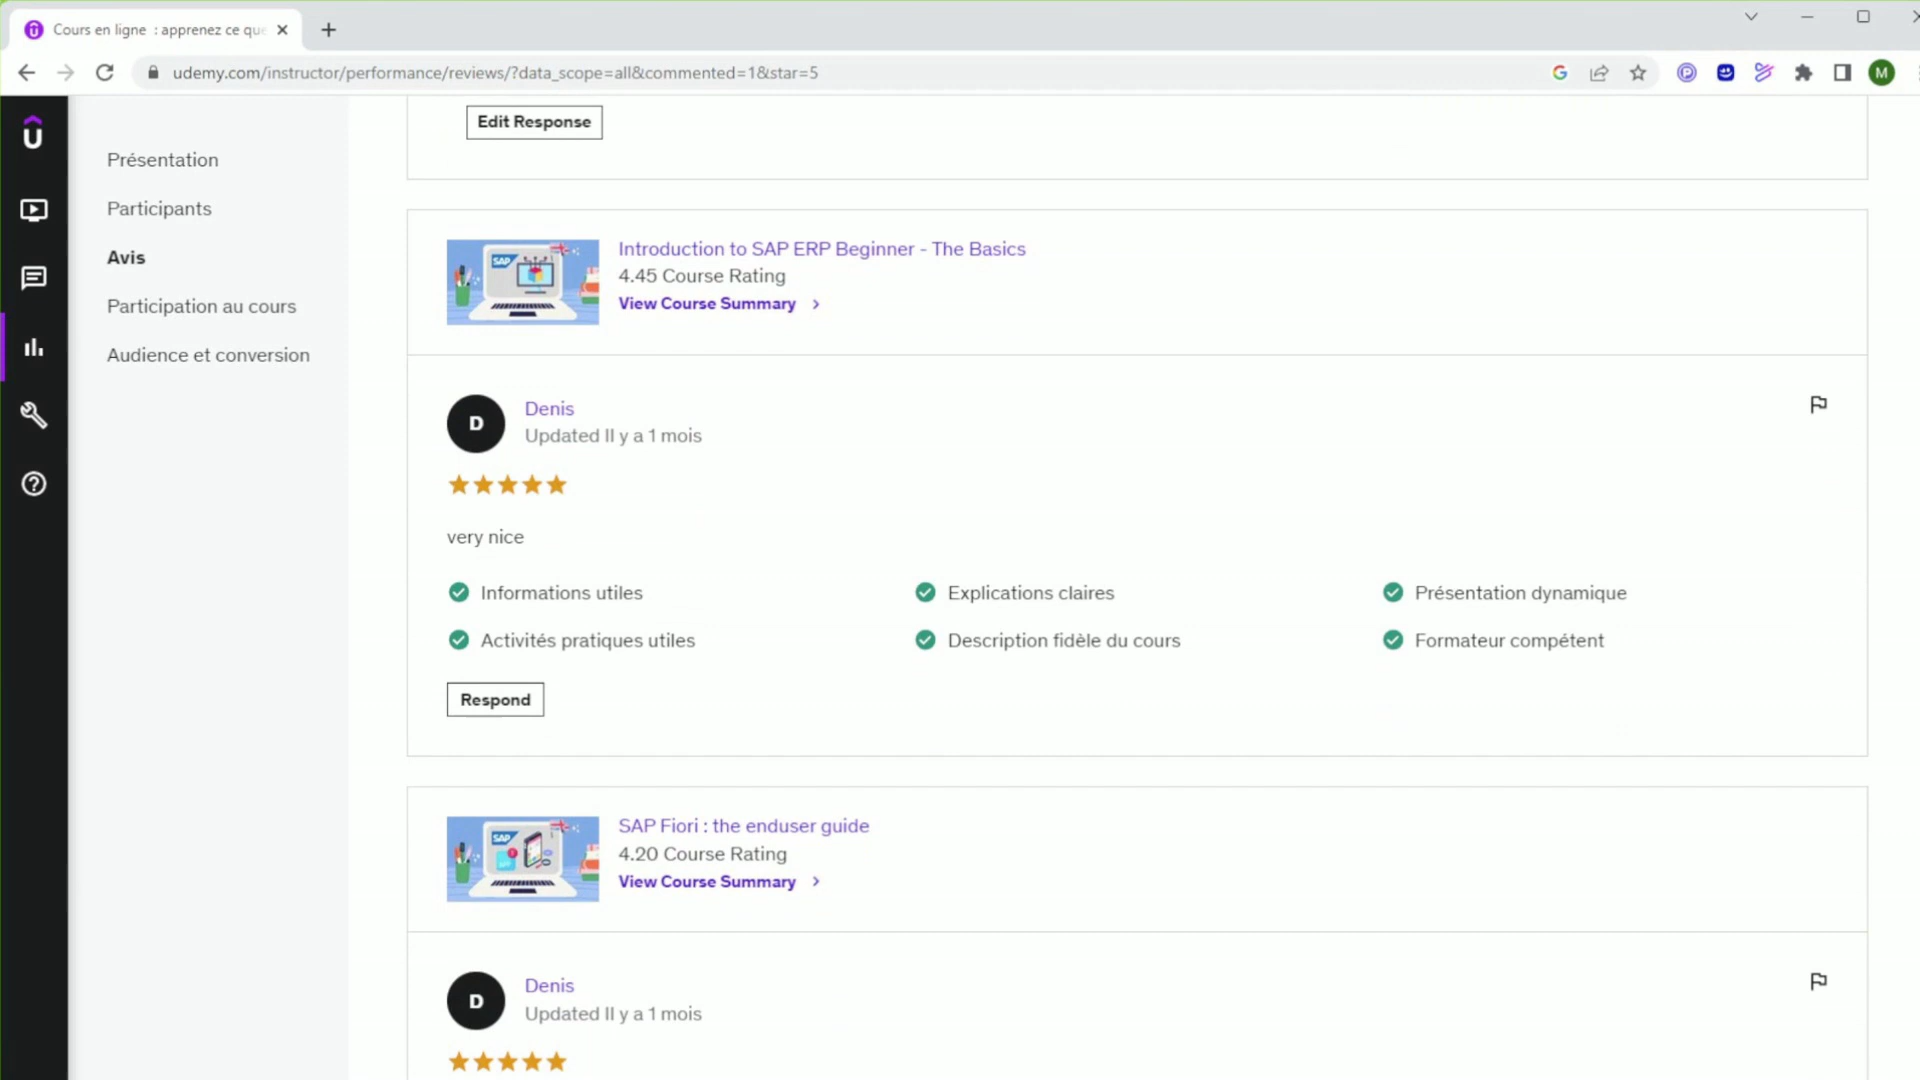 Cours en ligne : apprenez ce que
udemy.com/instructor/performance/reviews/?data_scope=all&commented=1&star=5
M
Présentation
Participants
Avis
Participation au cours
Audience et conversion
Edit Response
SAP
Introduction to SAP ERP Beginner - The Basics
4.45 Course Rating
View Course Summary
D
Denis
Updated Il y a 1 mois
very nice
Informations utiles
Explications claires
Présentation dynamique
Activités pratiques utiles
Description fidèle du cours
Formateur compétent
Respond
SAP
SAP Fiori : the enduser guide
4.20 Course Rating
View Course Summary
D
Denis
Updated Il y a 1 mois